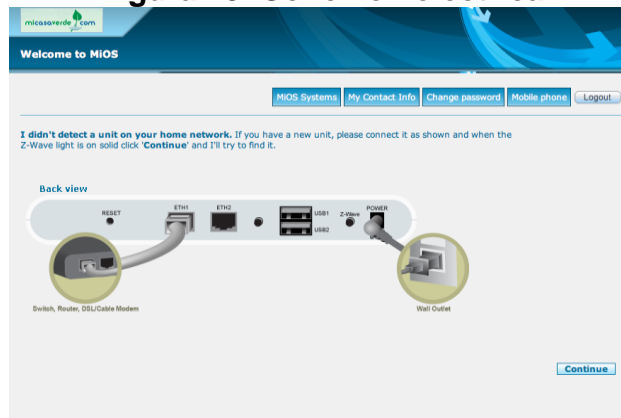 micasaverde.com
Welcome to MiOS
MiOS Systems My Contact Info Change password Mobile phone Logout
I didn't detect a unit on your home network. If you have a new unit, please connect it as shown and when the
Z-Wave light is on solid click 'Continue' and I'll try to find it.
Back view
RESET ETH1 ETH2 USB1 Z-Wave POWER
USB2
Switch, Router, DSL/Cable Modem Wall Outlet
Continue